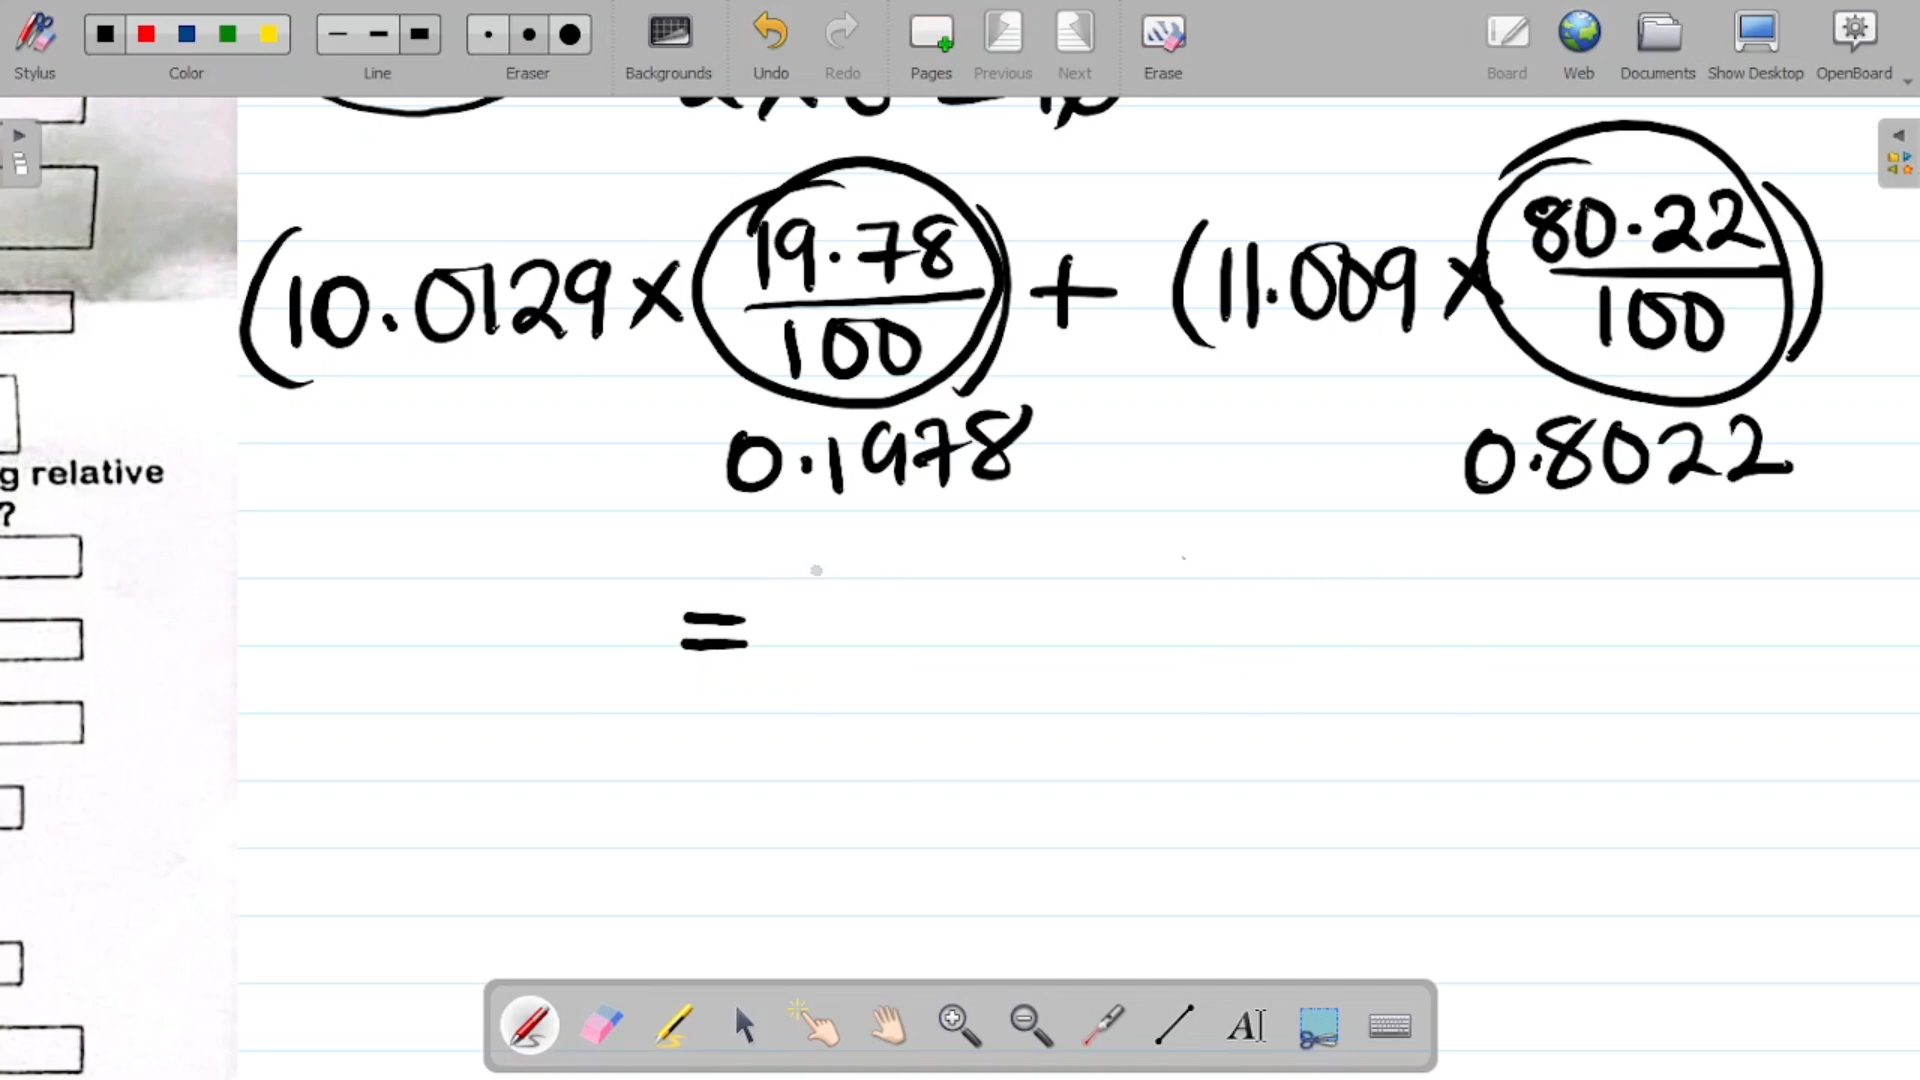 Stylus Color Line Eraser Backgrounds Undo Redo Pages Previous Next Erase Board Web Documents Show Desktop OpenBoard
(10.0129 × 19.78/100) + (11.009 × 80.22/100)
0.1978 0.8022
g relative
?
=